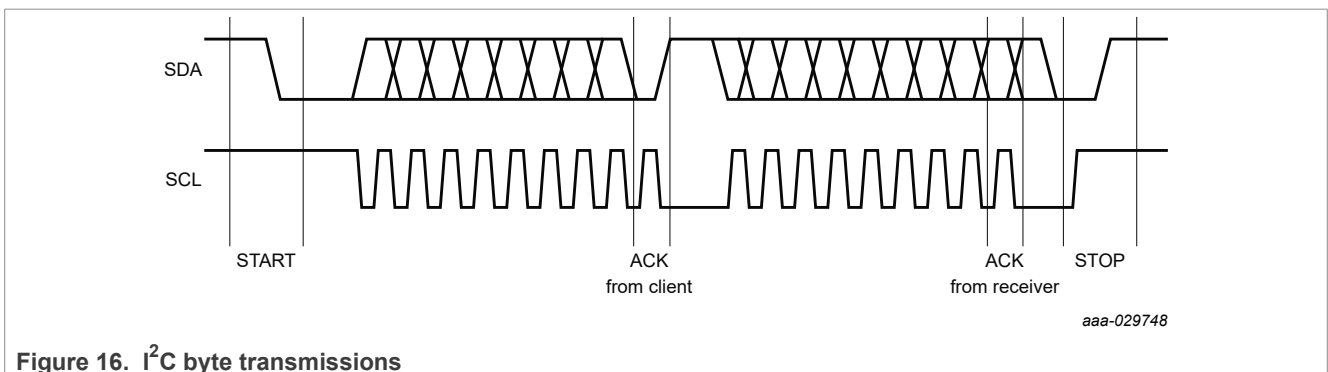 SDA
SCL
START
ACK
from client
ACK
from receiver
STOP
aaa-029748
Figure 16. I²C byte transmissions